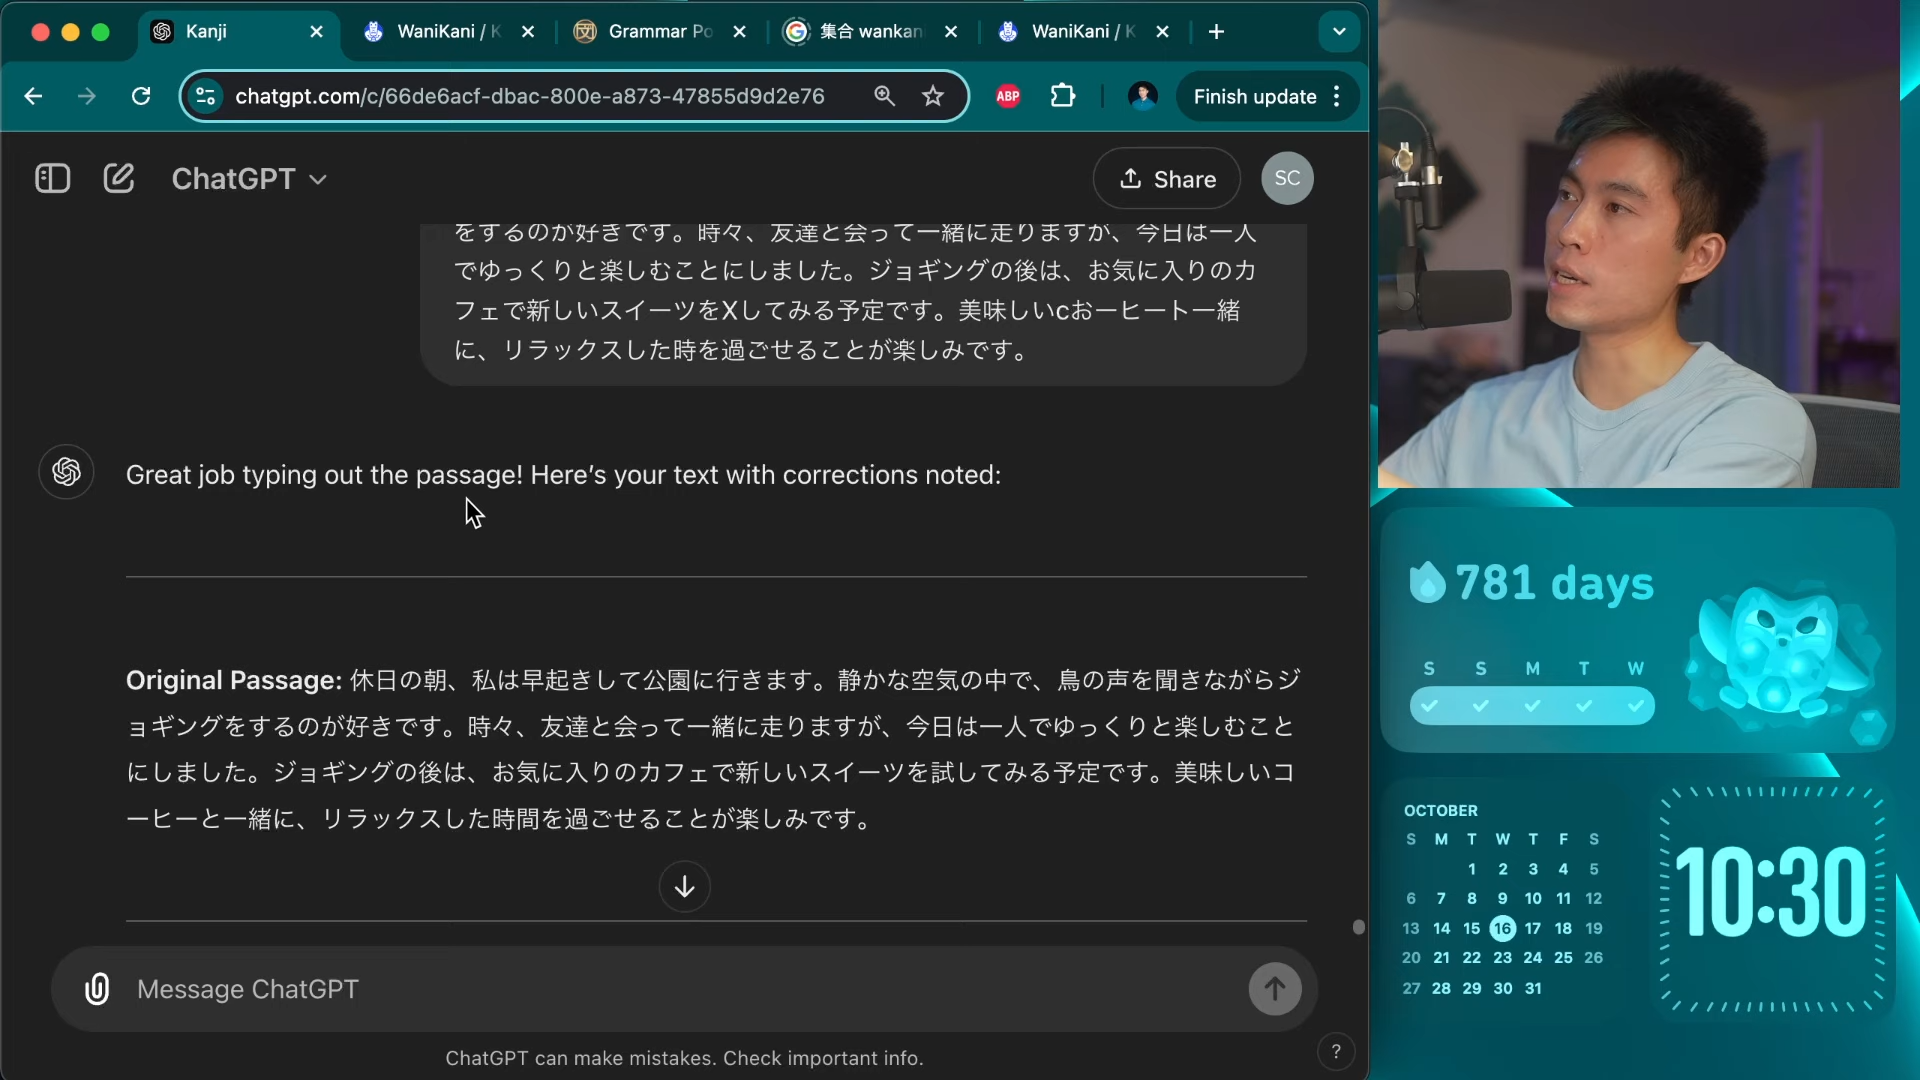 Kanji
WaniKani / K
Grammar Po
集合 wankan
WaniKani / K
chatgpt.com/c/66de6acf-dbac-800e-a873-47855d9d2e76
ABP
Finish update
ChatGPT
Share
SC
をするのが好きです。時々、友達と会って一緒に走りますが、今日は一人
でゆっくりと楽しむことにしました。ジョギングの後は、お気に入りのカ
フェで新しいスイーツをXしてみる予定です。美味しいcおーヒート一緒
に、リラックスした時を過ごせることが楽しみです。
Great job typing out the passage! Here’s your text with corrections noted:
Original Passage: 休日の朝、私は早起きして公園に行きます。静かな空気の中で、鳥の声を聞きながらジ
ョギングをするのが好きです。時々、友達と会って一緒に走りますが、今日は一人でゆっくりと楽しむこと
にしました。ジョギングの後は、お気に入りのカフェで新しいスイーツを試してみる予定です。美味しいコ
ーヒーと一緒に、リラックスした時間を過ごせることが楽しみです。
Message ChatGPT
ChatGPT can make mistakes. Check important info.
?
781 days
S S M T W
OCTOBER
S M T W T F S
1 2 3 4 5
6 7 8 9 10 11 12
13 14 15 16 17 18 19
20 21 22 23 24 25 26
27 28 29 30 31
10:30